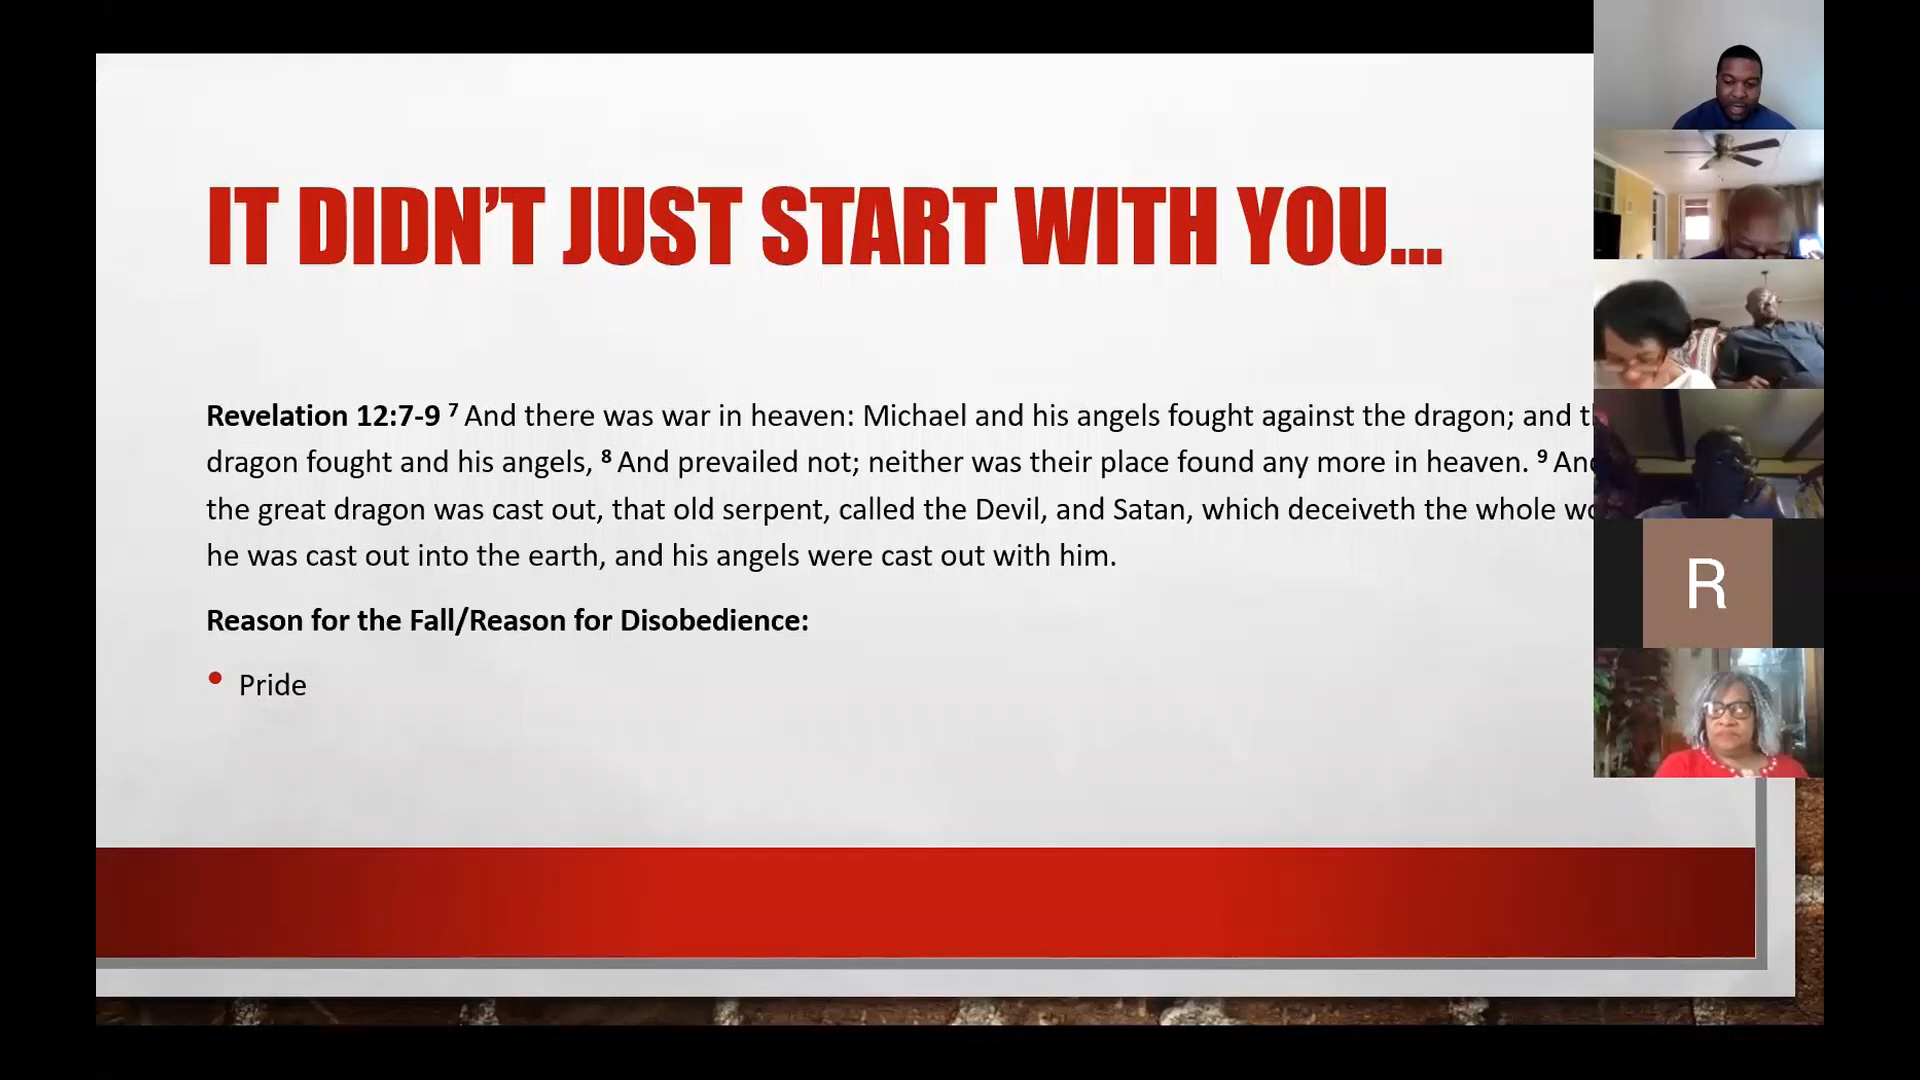 IT DIDN’T JUST START WITH YOU...
Revelation 12:7-9 ⁷ And there was war in heaven: Michael and his angels fought against the dragon; and
dragon fought and his angels, ⁸ And prevailed not; neither was their place found any more in heaven. ⁹ And
the great dragon was cast out, that old serpent, called the Devil, and Satan, which deceiveth the whole
he was cast out into the earth, and his angels were cast out with him.
Reason for the Fall/Reason for Disobedience:
• Pride
R